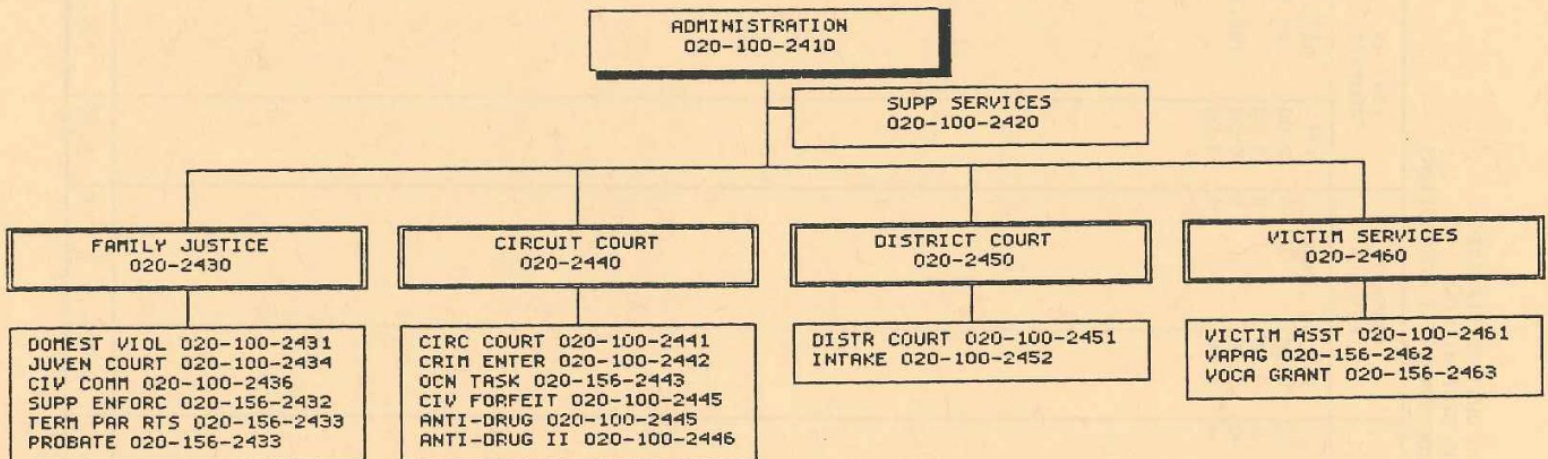 ADMINISTRATION
020-100-2410
SUPP SERVICES
020-100-2420
FAMILY JUSTICE
020-2430
CIRCUIT COURT
020-2440
DISTRICT COURT
020-2450
VICTIM SERVICES
020-2460
DOMEST VIOL 020-100-2431
JUVEN COURT 020-100-2434
CIV COMM 020-100-2436
SUPP ENFORC 020-156-2432
TERM PAR RTS 020-156-2433
PROBATE 020-156-2433
CIRC COURT 020-100-2441
CRIM ENTER 020-100-2442
OCN TASK 020-156-2443
CIV FORFEIT 020-100-2445
ANTI-DRUG 020-100-2445
ANTI-DRUG II 020-100-2446
DISTR COURT 020-100-2451
INTAKE 020-100-2452
VICTIM ASST 020-100-2461
VAPAG 020-156-2462
VOCA GRANT 020-156-2463